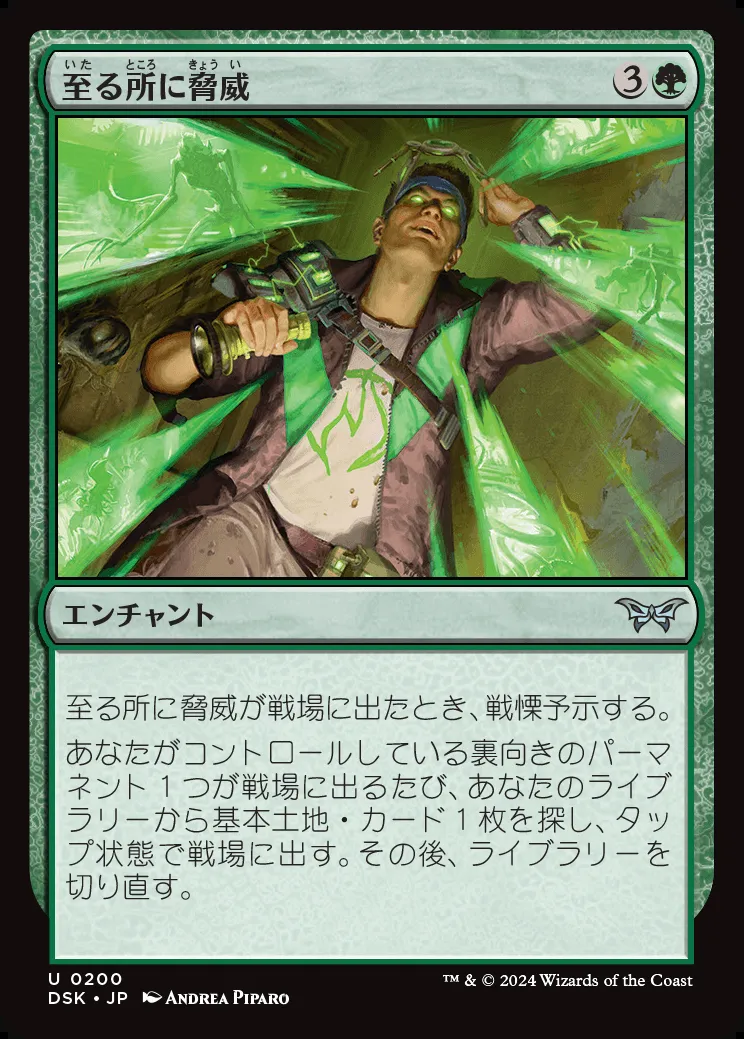 いた ところ きょう い
至る所に脅威
3
エンチャント
至る所に脅威が戦場に出たとき、戦慄予示する。
あなたがコントロールしている裏向きのパーマ
ネント1つが戦場に出るたび、あなたのライブ
ラリーから基本土地・カード1枚を探し、タッ
プ状態で戦場に出す。その後、ライブラリーを
切り直す。
U 0200
DSK • JP ANDREA PIPARO
™ & © 2024 Wizards of the Coast